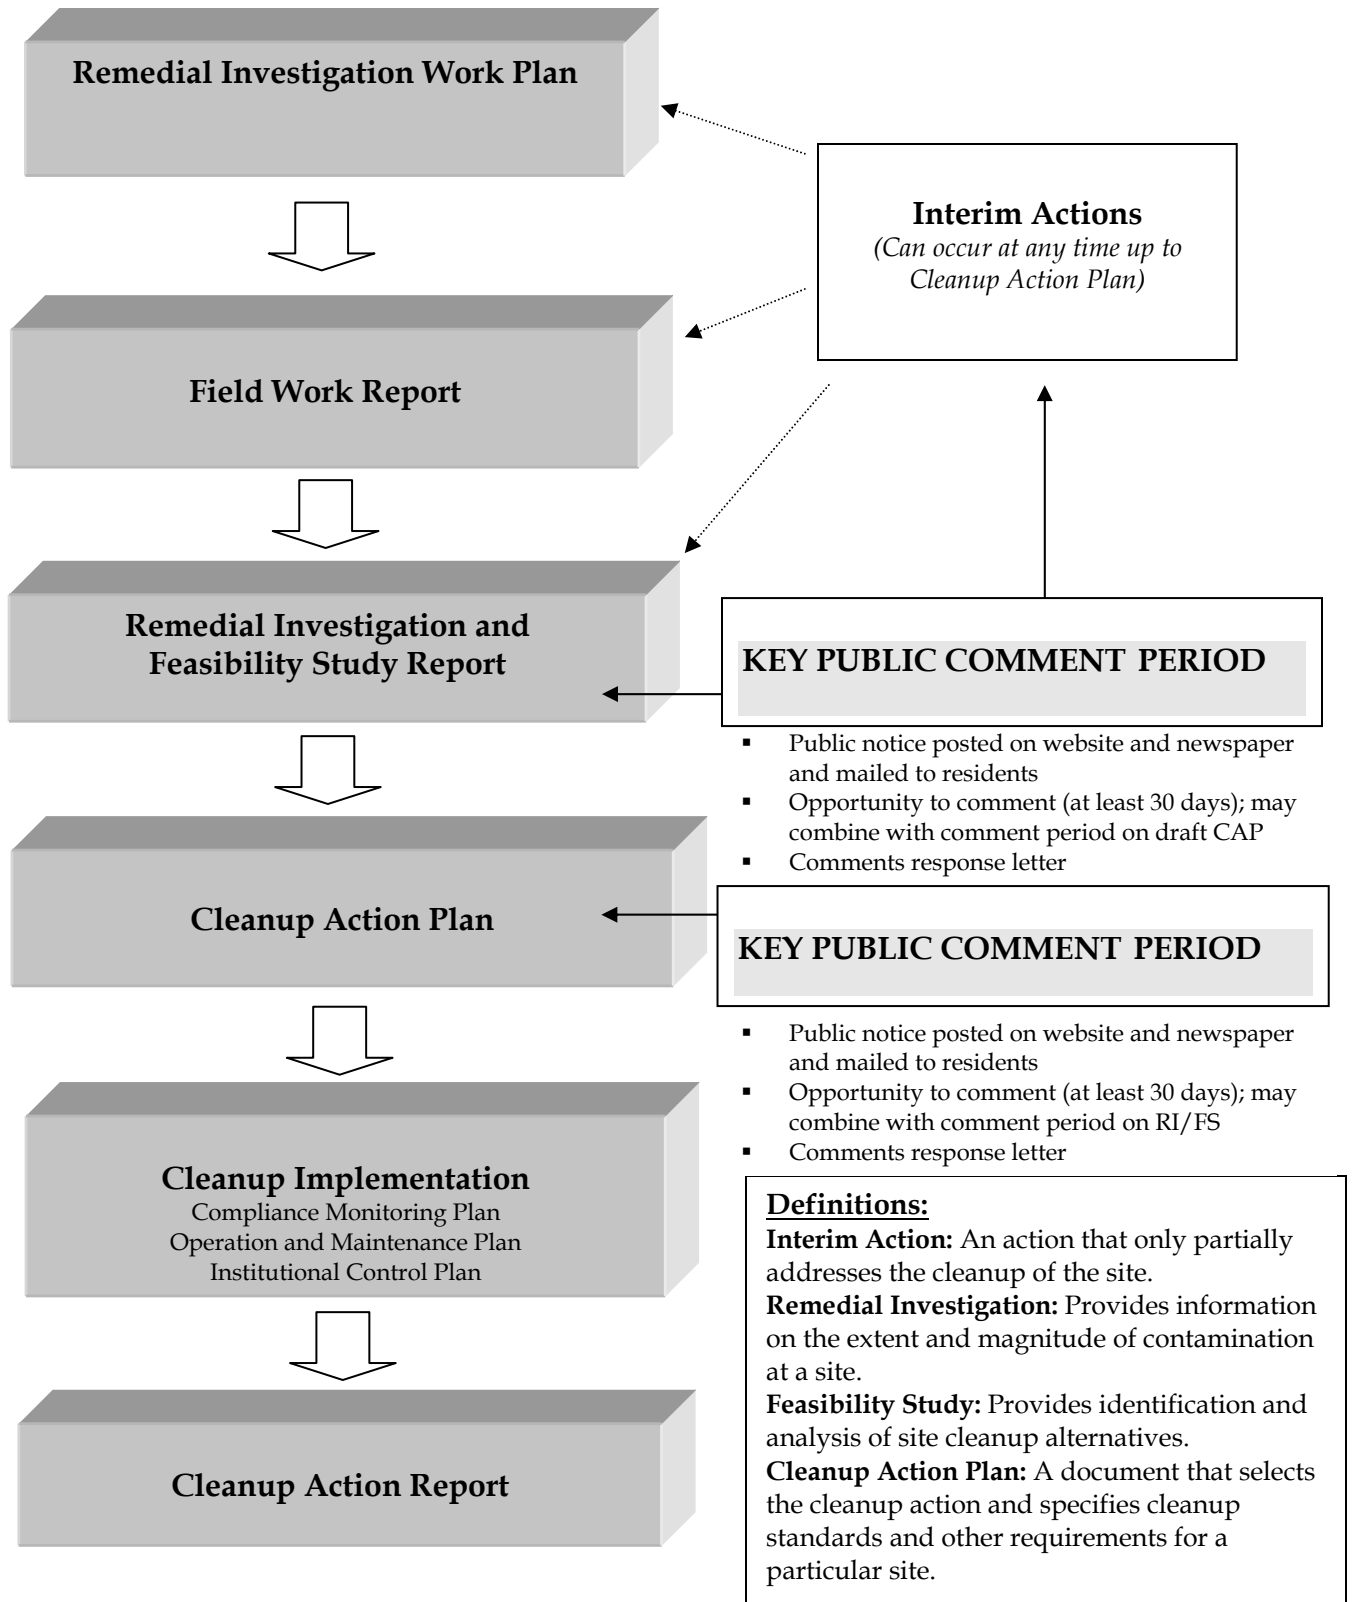 Remedial Investigation Work Plan
Interim Actions
(Can occur at any time up to
Cleanup Action Plan)
Field Work Report
Remedial Investigation and
Feasibility Study Report
KEY PUBLIC COMMENT PERIOD
▪ Public notice posted on website and newspaper
and mailed to residents
▪ Opportunity to comment (at least 30 days); may
combine with comment period on draft CAP
▪ Comments response letter
Cleanup Action Plan
KEY PUBLIC COMMENT PERIOD
▪ Public notice posted on website and newspaper
and mailed to residents
▪ Opportunity to comment (at least 30 days); may
combine with comment period on RI/FS
▪ Comments response letter
Cleanup Implementation
Compliance Monitoring Plan
Operation and Maintenance Plan
Institutional Control Plan
Definitions:
Interim Action: An action that only partially
addresses the cleanup of the site.
Remedial Investigation: Provides information
on the extent and magnitude of contamination
at a site.
Feasibility Study: Provides identification and
analysis of site cleanup alternatives.
Cleanup Action Plan: A document that selects
the cleanup action and specifies cleanup
standards and other requirements for a
particular site.
Cleanup Action Report